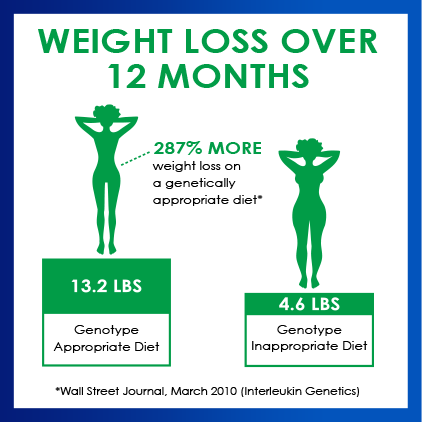 WEIGHT LOSS OVER
12 MONTHS
287% MORE
weight loss on
a genetically
appropriate diet*
13.2 LBS
Genotype
Appropriate Diet
4.6 LBS
Genotype
Inappropriate Diet
*Wall Street Journal, March 2010 (Interleukin Genetics)